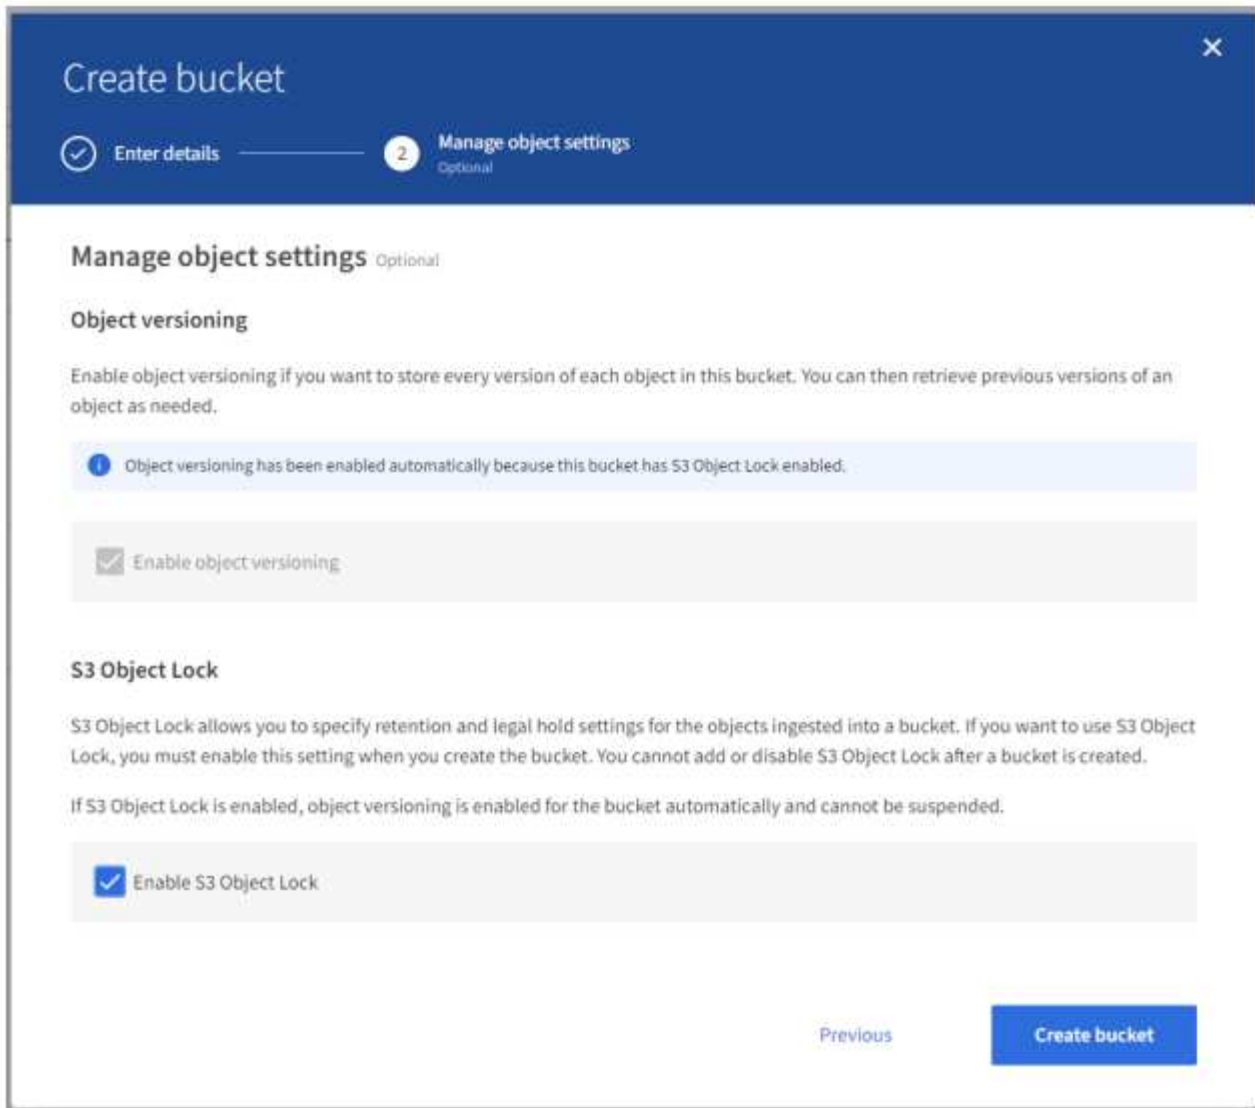 Create bucket
Enter details
2
Manage object settings
Optional
Manage object settings Optional
Object versioning
Enable object versioning if you want to store every version of each object in this bucket. You can then retrieve previous versions of an
object as needed.
Object versioning has been enabled automatically because this bucket has S3 Object Lock enabled.
Enable object versioning
S3 Object Lock
S3 Object Lock allows you to specify retention and legal hold settings for the objects ingested into a bucket. If you want to use S3 Object
Lock, you must enable this setting when you create the bucket. You cannot add or disable S3 Object Lock after a bucket is created.
If S3 Object Lock is enabled, object versioning is enabled for the bucket automatically and cannot be suspended.
Enable S3 Object Lock
Previous
Create bucket